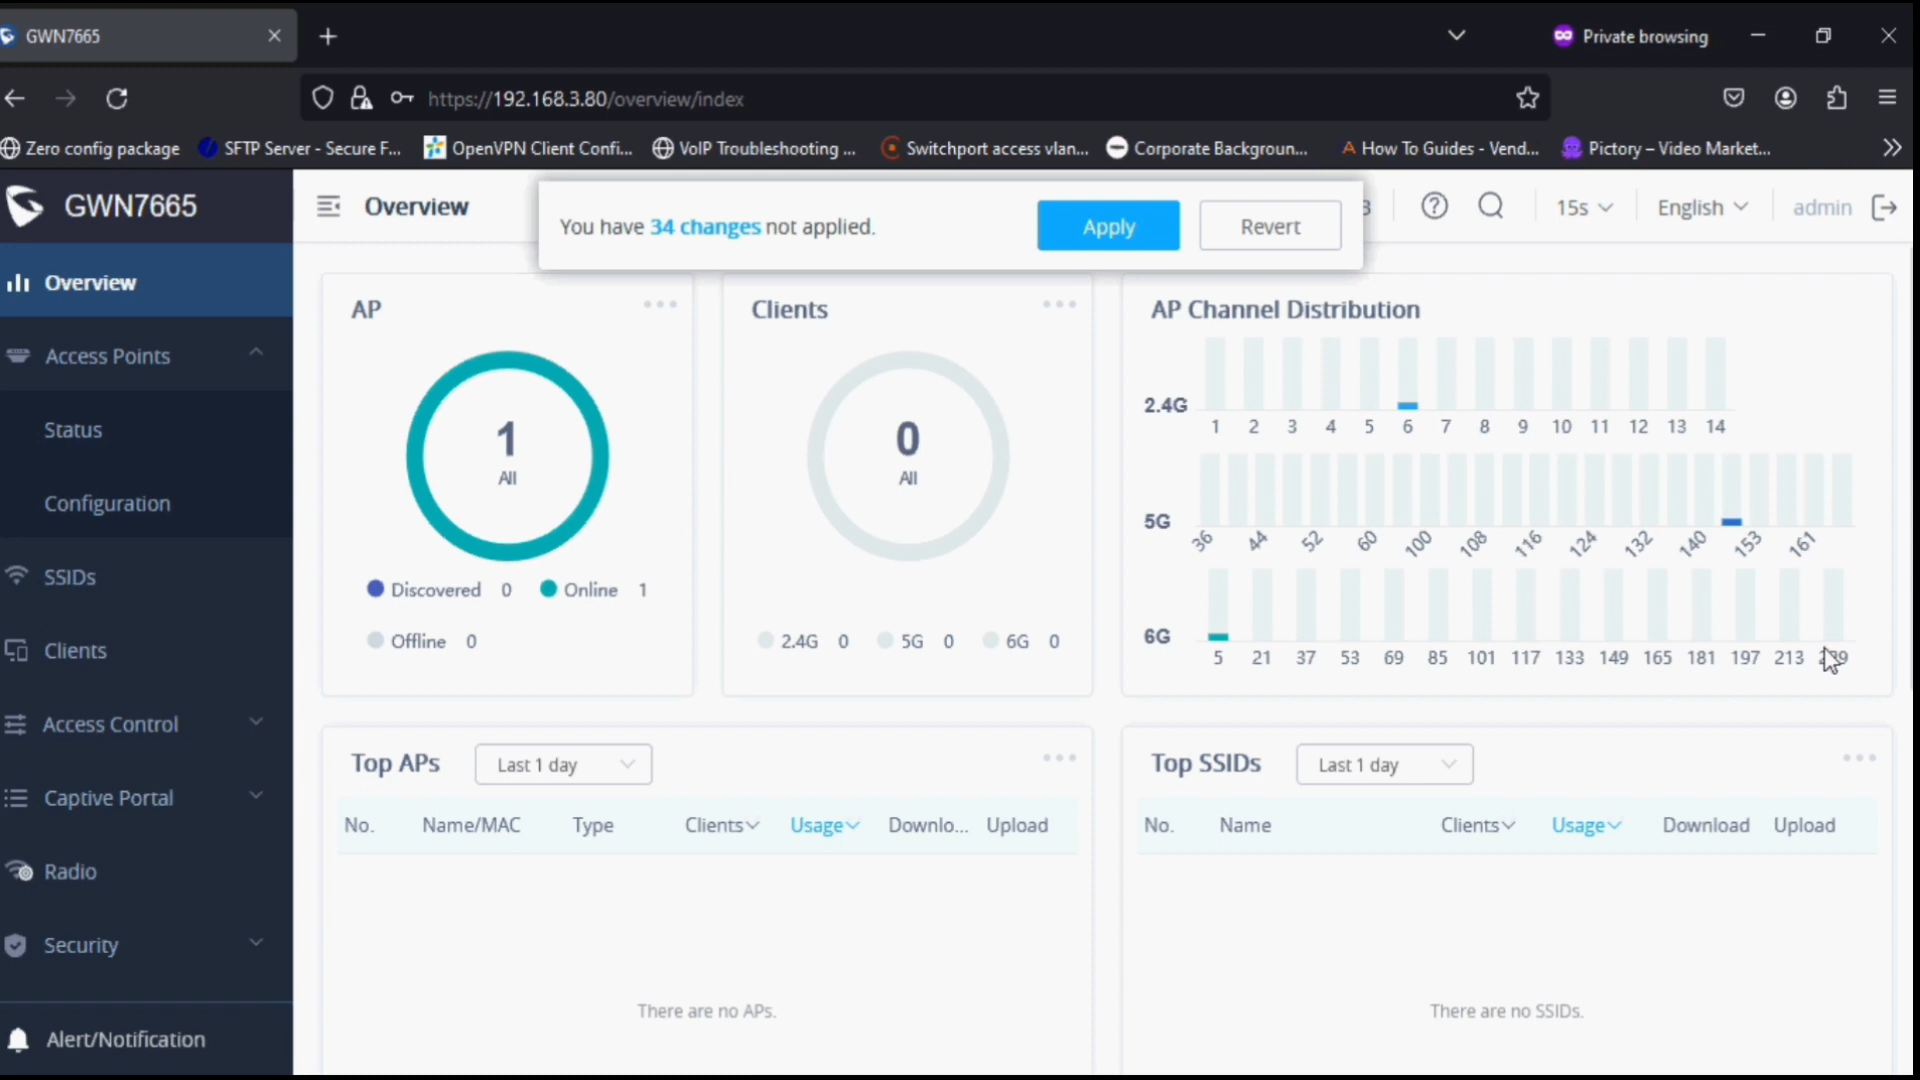 GWN7665
Private browsing
https://192.168.3.80/overview/index
Zero config package
SFTP Server - Secure F...
OpenVPN Client Confi...
VoIP Troubleshooting ...
Switchport access vlan...
Corporate Backgroun...
How To Guides - Vend...
Pictory – Video Market...
GWN7665
Overview
You have 34 changes not applied.
Apply
Revert
15s
English
admin
Overview
Access Points
Status
Configuration
SSIDs
Clients
Access Control
Captive Portal
Radio
Security
Alert/Notification
AP
1
All
Discovered 0
Online 1
Offline 0
Clients
0
All
2.4G 0
5G 0
6G 0
AP Channel Distribution
2.4G
1 2 3 4 5 6 7 8 9 10 11 12 13 14
5G
36 44 52 60 100 108 116 124 132 140 153 161
6G
5 21 37 53 69 85 101 117 133 149 165 181 197 213
Top APs
Last 1 day
No. Name/MAC Type Clients Usage Downlo... Upload
There are no APs.
Top SSIDs
Last 1 day
No. Name Clients Usage Download Upload
There are no SSIDs.